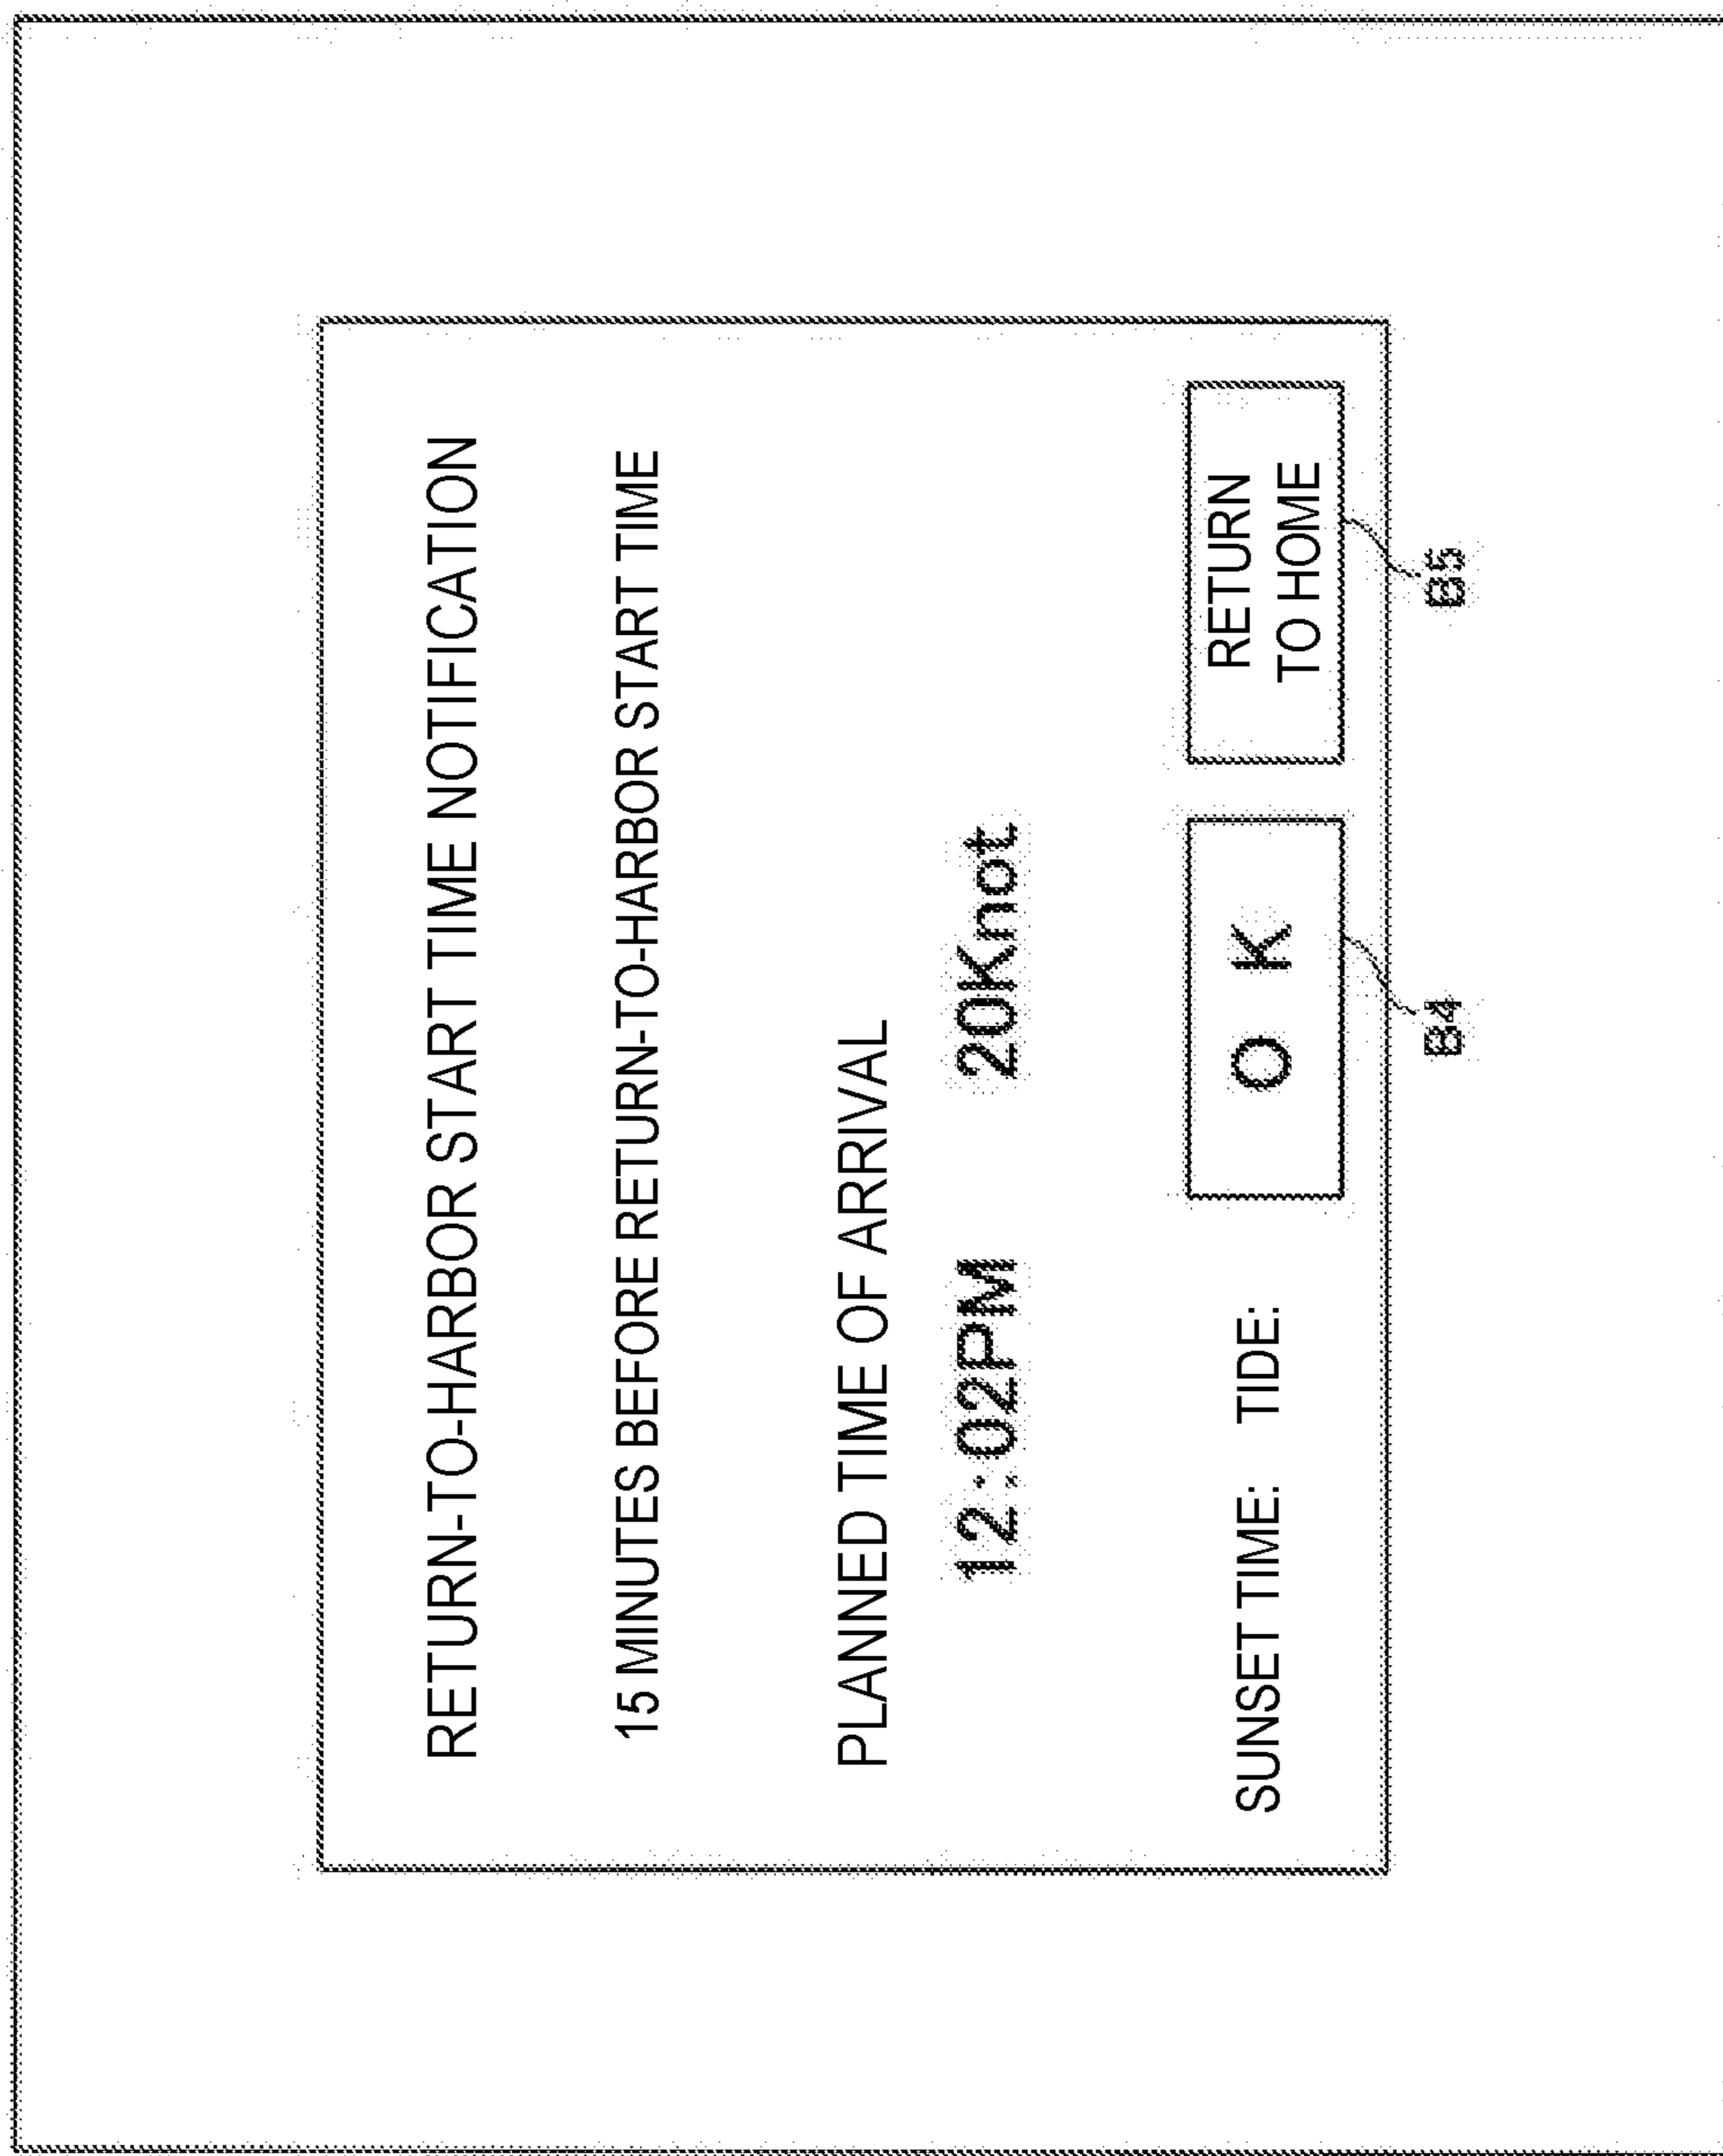 RETURN-TO-HARBOR START TIME NOTIFICATION
15 MINUTES BEFORE RETURN-TO-HARBOR START TIME
PLANNED TIME OF ARRIVAL
12:02PM 20Knot
SUNSET TIME: TIDE:
O K
RETURN
TO HOME
B4
B5